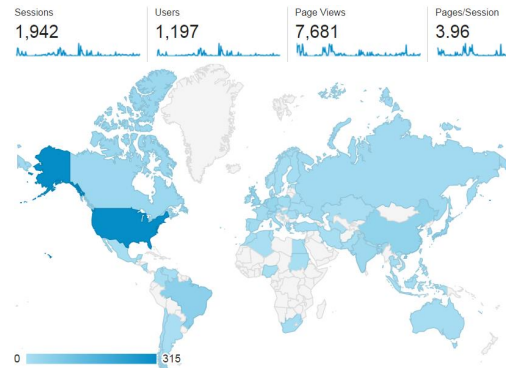 Sessions
1,942
Users
1,197
Page Views
7,681
Pages/Session
3.96
0
315